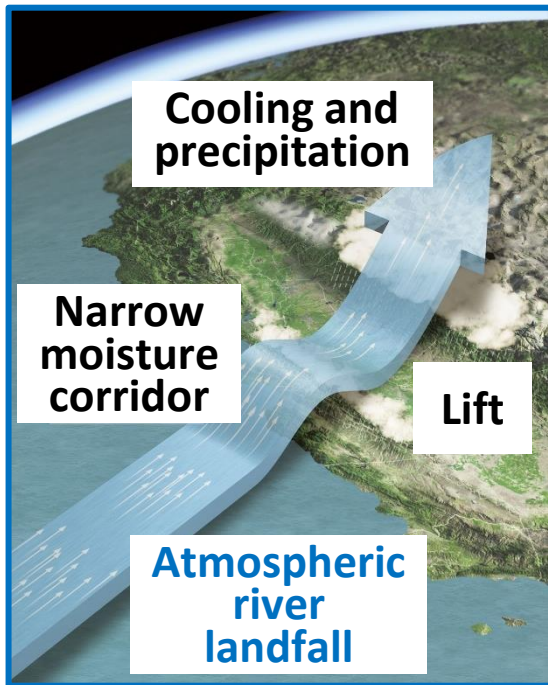 Cooling and
precipitation
Narrow
moisture
corridor
Lift
Atmospheric
river
landfall